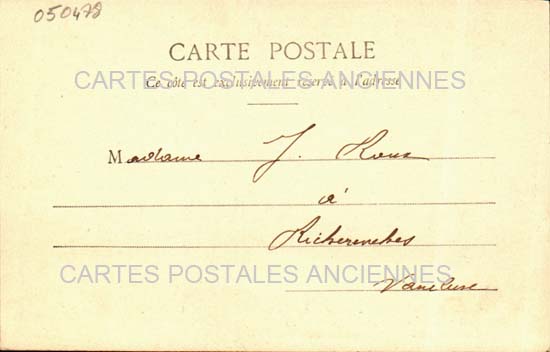 050478
CARTE POSTALE
CARTES POSTALES ANCIENNES
Ce côté est exclusivement réservé à l'adresse
Madame J. Roux
à
Richerenches
CARTES POSTALES ANCIENNES
Vaucluse